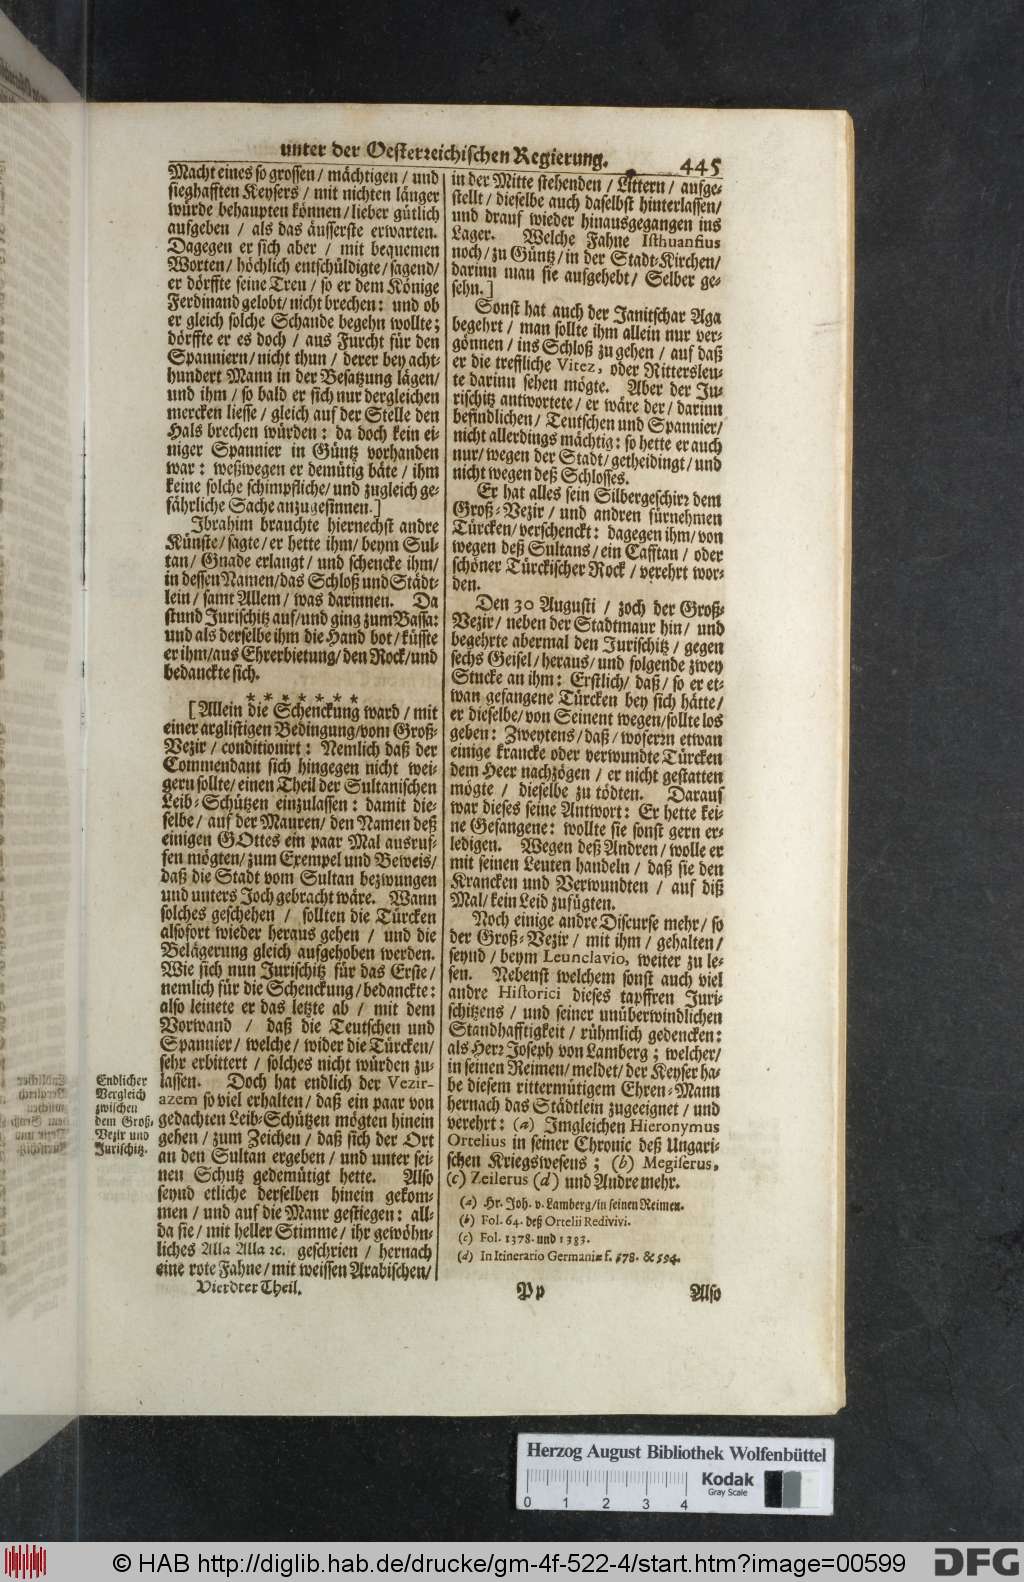 unter der Oesterreichischen Regierung. 445
Macht eines so grossen / mächtigen / und
sieghafften Keysers / mit nichten länger
würde behaupten können / lieber gütlich
aufgeben / als das äusserste erwarten.
Dagegen er sich aber / mit bequemen
Worten / höchlich entschüldigte / sagend /
er dörffte seine Treu / so er dem Könige
Ferdinand gelobt / nicht brechen: und ob
er gleich solche Schande begehn wollte;
dörffte er es doch / aus Furcht für den
Spanniern / nicht thun / derer bey acht-
hundert Mann in der Besatzung lägen /
und ihm / so bald er sich nur dergleichen
mercken liesse / gleich auf der Stelle den
Hals brechen würden: da doch kein ei-
niger Spannier in Güntz vorhanden
war: weßwegen er demütig bäte / ihm
keine solche schimpfliche / und zugleich ge-
fährliche Sache anzugesinnen.]
Ibrahim brauchte hiernechst andre
Künste / sagte / er hette ihm / beym Sul-
tan / Gnade erlangt / und schencke ihm /
in dessen Namen / das Schloß und Städt-
lein / samt Allem / was darinnen. Da
stund Jurischitz auf / und ging zum Bassa:
und als derselbe ihm die Hand bot / küsste
er ihm / aus Ehrerbietung / den Rock / und
bedanckte sich.
* * * * * * *
[Allein die Schenckung ward / mit
einer arglistigen Bedingung / vom Groß-
Vezir / conditionirt: Nemlich daß der
Commendant sich hingegen nicht wei-
gern sollte / einen Theil der Sultanischen
Leib-Schützen einzulassen: damit die-
selbe / auf der Mauren / den Namen deß
einigen GOttes ein paar Mal ausruf-
fen mögten / zum Exempel und Beweis /
daß die Stadt vom Sultan bezwungen
und unters Joch gebracht wäre. Wann
solches geschehen / sollten die Türcken
alsofort wieder heraus gehen / und die
Belägerung gleich aufgehoben werden.
Wie sich nun Jurischitz für das Erste /
nemlich für die Schenckung / bedanckte:
also leinete er das letzte ab / mit dem
Vorwand / daß die Teutschen und
Spannier / welche / wider die Türcken /
sehr erbittert / solches nicht würden zu-
lassen. Doch hat endlich der Vezir-
azem so viel erhalten / daß ein paar von
gedachten Leib-Schützen mögten hinein
gehen / zum Zeichen / daß sich der Ort
an den Sultan ergeben / und unter sei-
nen Schutz gedemütigt hette. Also
seynd etliche derselben hinein gekom-
men / und auf die Maur gestiegen: all-
da sie / mit heller Stimme / ihr gewöhn-
liches Alla Alla ꝛc. geschrien / hernach
eine rote Fahne / mit weissen Arabischen /
Endlicher
Vergleich
zwischen
dem Groß-
Vezir und
Jurischitz.
Vierdter Theil.
in der Mitte stehenden / Littern / aufge-
stellt / dieselbe auch daselbst hinterlassen /
und drauf wieder hinausgegangen ins
Lager. Welche Fahne Isthuanfius
noch / zu Güntz / in der Stadt-Kirchen /
darinn man sie aufgehebt / Selber ge-
sehn.]
Sonst hat auch der Janitschar Aga
begehrt / man sollte ihm allein nur ver-
gönnen / ins Schloß zu gehen / auf daß
er die treffliche Vitez, oder Rittersleu-
te darinn sehen mögte. Aber der Ju-
rischitz antwortete / er wäre der / darinn
befindlichen / Teutschen und Spannier /
nicht allerdings mächtig: so hette er auch
nur / wegen der Stadt / getheidingt / und
nicht wegen deß Schlosses.
Er hat alles sein Silbergeschirꝛ dem
Groß-Vezir / und andren fürnehmen
Türcken / verschenckt: dagegen ihm / von
wegen deß Sultans / ein Cafftan / oder
schöner Türckischer Rock / verehrt wor-
den.
Den 30 Augusti / zoch der Groß-
Vezir / neben der Stadtmaur hin / und
begehrte abermal den Jurischitz / gegen
sechs Geisel / heraus / und folgende zwey
Stucke an ihm: Erstlich / daß / so er et-
wan gefangene Türcken bey sich hätte /
er dieselbe / von Seinent wegen / sollte los
geben: Zweytens / daß / woferꝛn etwan
einige krancke oder verwundte Türcken
dem Heer nachzögen / er nicht gestatten
mögte / dieselbe zu tödten. Daraus
war dieses seine Antwort: Er hette kei-
ne Gefangene: wollte sie sonst gern er-
ledigen. Wegen deß Andren / wolle er
mit seinen Leuten handeln / daß sie den
Krancken und Verwundten / auf diß
Mal / kein Leid zufügten.
Noch einige andre Discurse mehr / so
der Groß-Vezir / mit ihm / gehalten /
seynd / beym Leunclavio, weiter zu le-
sen. Nebenst welchem sonst auch viel
andre Historici dieses tapffren Juri-
schitzens / und seiner unüberwindlichen
Standhafftigkeit / rühmlich gedencken:
als Herꝛ Joseph von Lamberg; welcher /
in seinen Reimen / meldet / der Keyser ha-
be diesem rittermütigem Ehren-Mann
hernach das Städtlein zugeeignet / und
verehrt: (a) Imgleichen Hieronymus
Ortelius in seiner Chronic deß Ungari-
schen Kriegswesens; (b) Megiserus,
(c) Zeilerus (d) und Andre mehr.
(a) Hr. Joh. v. Lamberg / in seinen Reimen.
(b) Fol. 64. deß Ortelii Redivivi.
(c) Fol. 1378. und 1383.
(d) In Itinerario Germaniæ f. 578. & 594.
Pp
Also
Herzog August Bibliothek Wolfenbüttel
0 1 2 3 4
Kodak
Gray Scale
© HAB http://diglib.hab.de/drucke/gm-4f-522-4/start.htm?image=00599
DFG